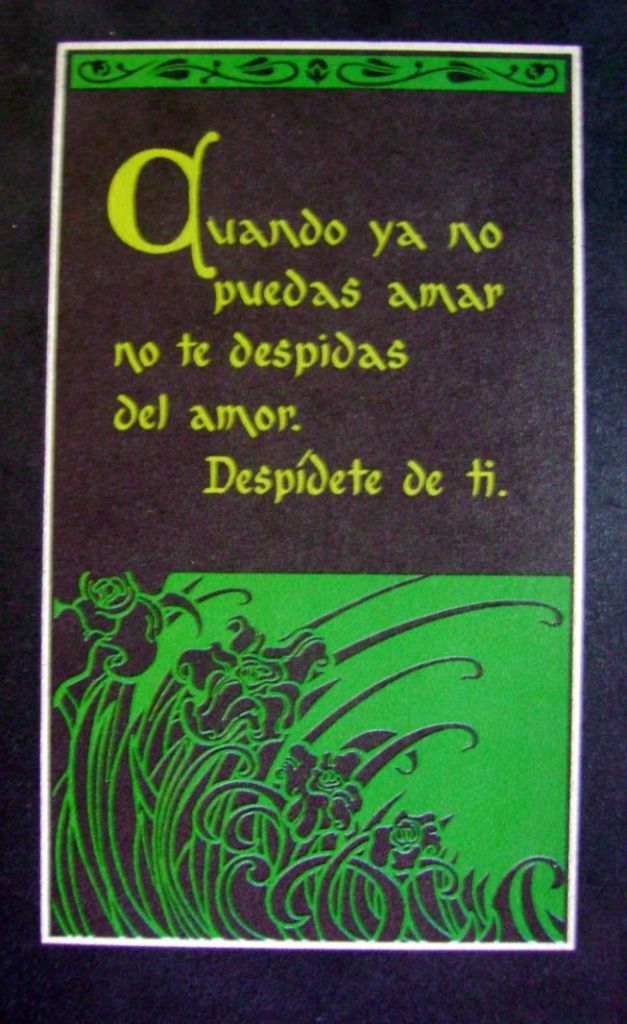 Cuando ya no
puedas amar
no te despidas
del amor.
Despídete de ti.